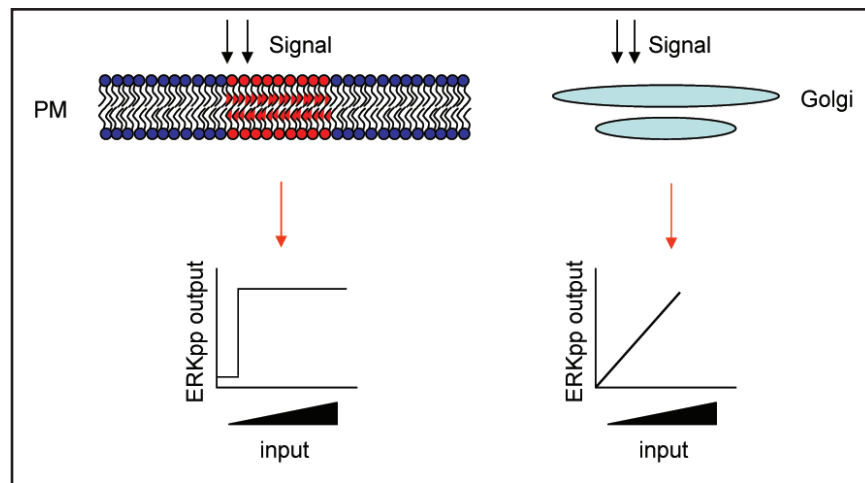 Signal
Signal
PM
Golgi
ERKpp output
ERKpp output
input
input